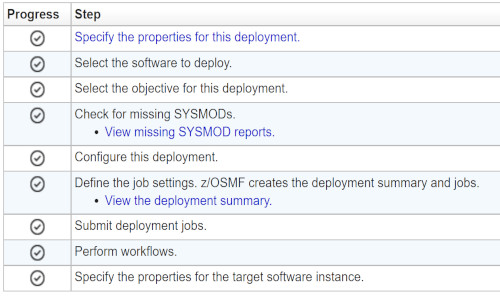 Progress Step
Specify the properties for this deployment.
Select the software to deploy.
Select the objective for this deployment.
Check for missing SYSMODs.
• View missing SYSMOD reports.
Configure this deployment.
Define the job settings. z/OSMF creates the deployment summary and jobs.
• View the deployment summary.
Submit deployment jobs.
Perform workflows.
Specify the properties for the target software instance.